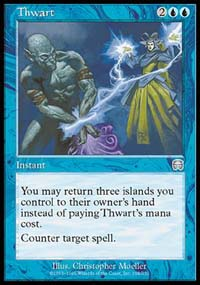 Thwart 2
Instant
You may return three islands you
control to their owner's hand
instead of paying Thwart's mana
cost.
Counter target spell.
Illus. Christopher Moeller